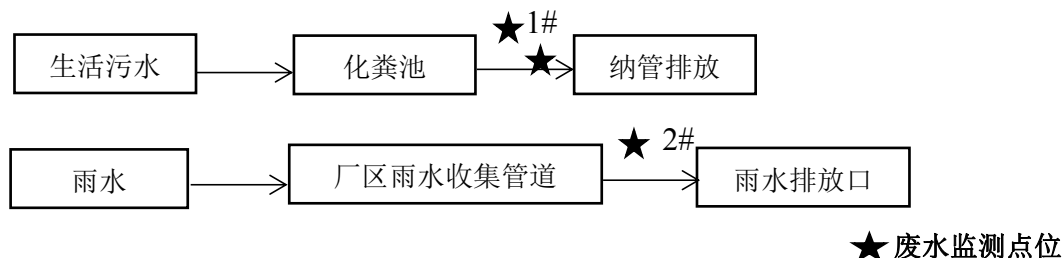 ★1#
生活污水 化粪池 ★ 纳管排放
★ 2#
雨水 厂区雨水收集管道 雨水排放口
★ 废水监测点位